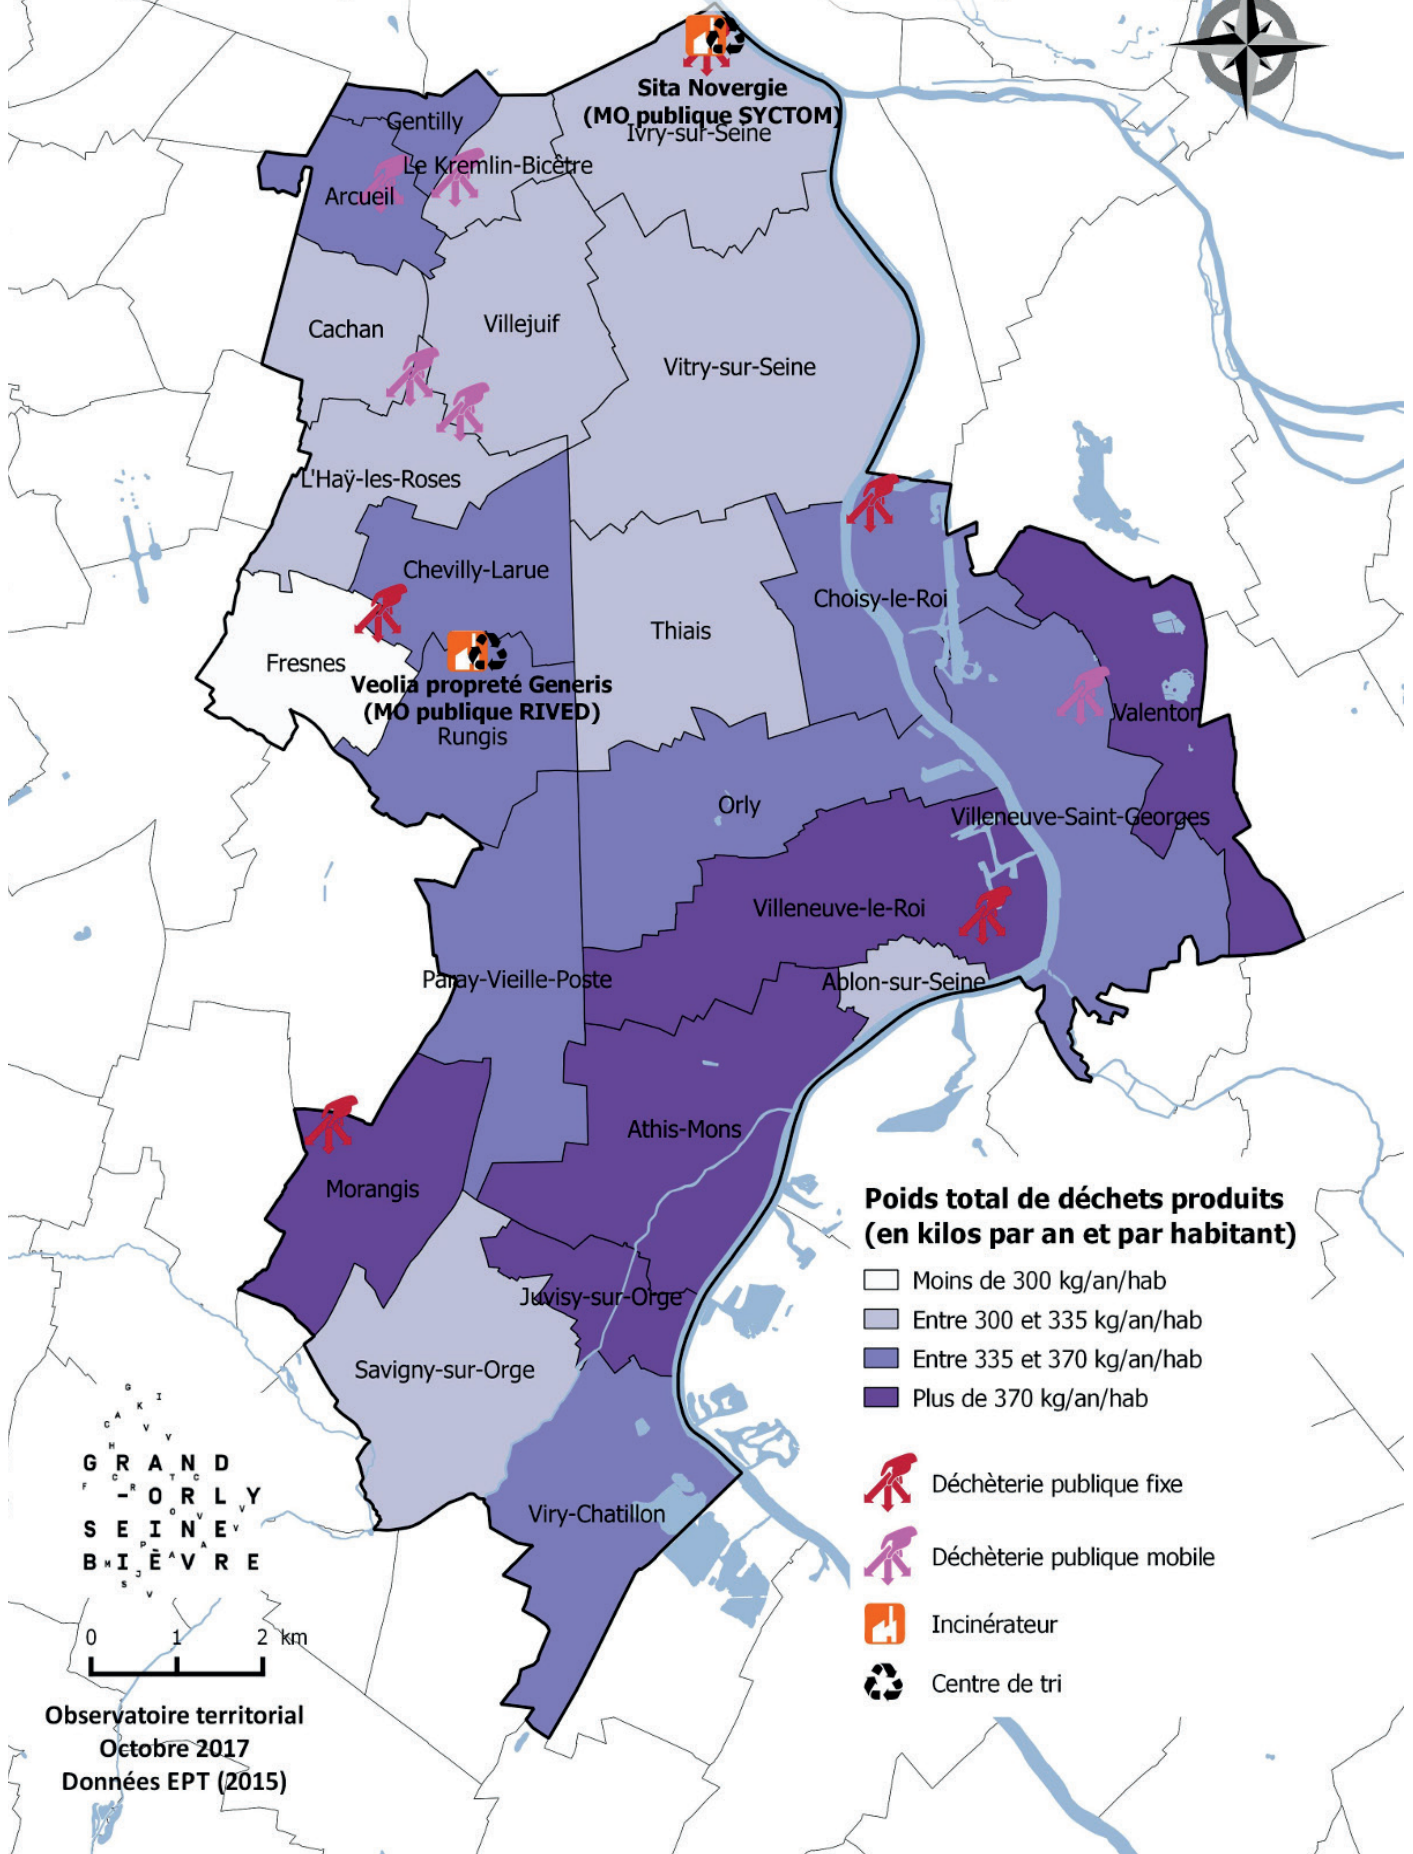 Sita Novergie
(MO publique SYCTOM)
Ivry-sur-Seine
Gentilly
Le Kremlin-Bicêtre
Arcueil
Cachan
Villejuif
Vitry-sur-Seine
L'Haÿ-les-Roses
Chevilly-Larue
Choisy-le-Roi
Thiais
Fresnes
Veolia propreté Generis
(MO publique RIVED)
Rungis
Valenton
Orly
Villeneuve-Saint-Georges
Villeneuve-le-Roi
Paray-Vieille-Poste
Ablon-sur-Seine
Athis-Mons
Morangis
Juvisy-sur-Orge
Savigny-sur-Orge
Viry-Chatillon
Poids total de déchets produits
(en kilos par an et par habitant)
Moins de 300 kg/an/hab
Entre 300 et 335 kg/an/hab
Entre 335 et 370 kg/an/hab
Plus de 370 kg/an/hab
Déchèterie publique fixe
Déchèterie publique mobile
Incinérateur
Centre de tri
GRAND
-ORLY
SEINE
BIÈVRE
0 1 2 km
Observatoire territorial
Octobre 2017
Données EPT (2015)